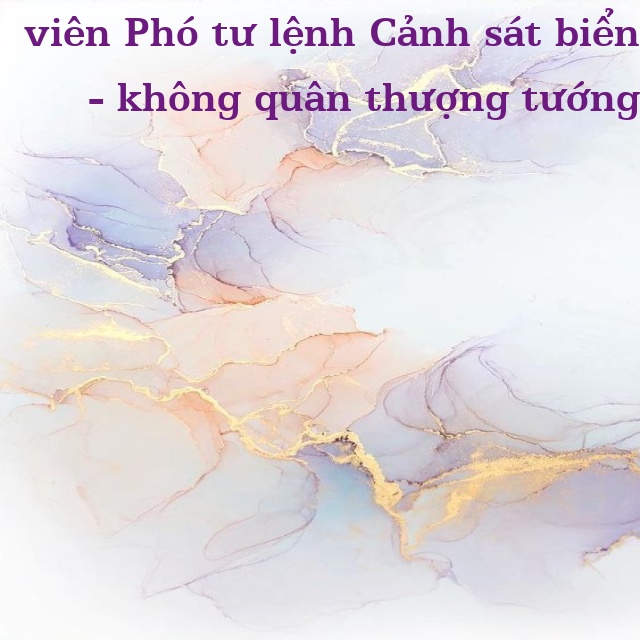 viên Phó tư lệnh Cảnh sát biển
– không quân thượng tướng